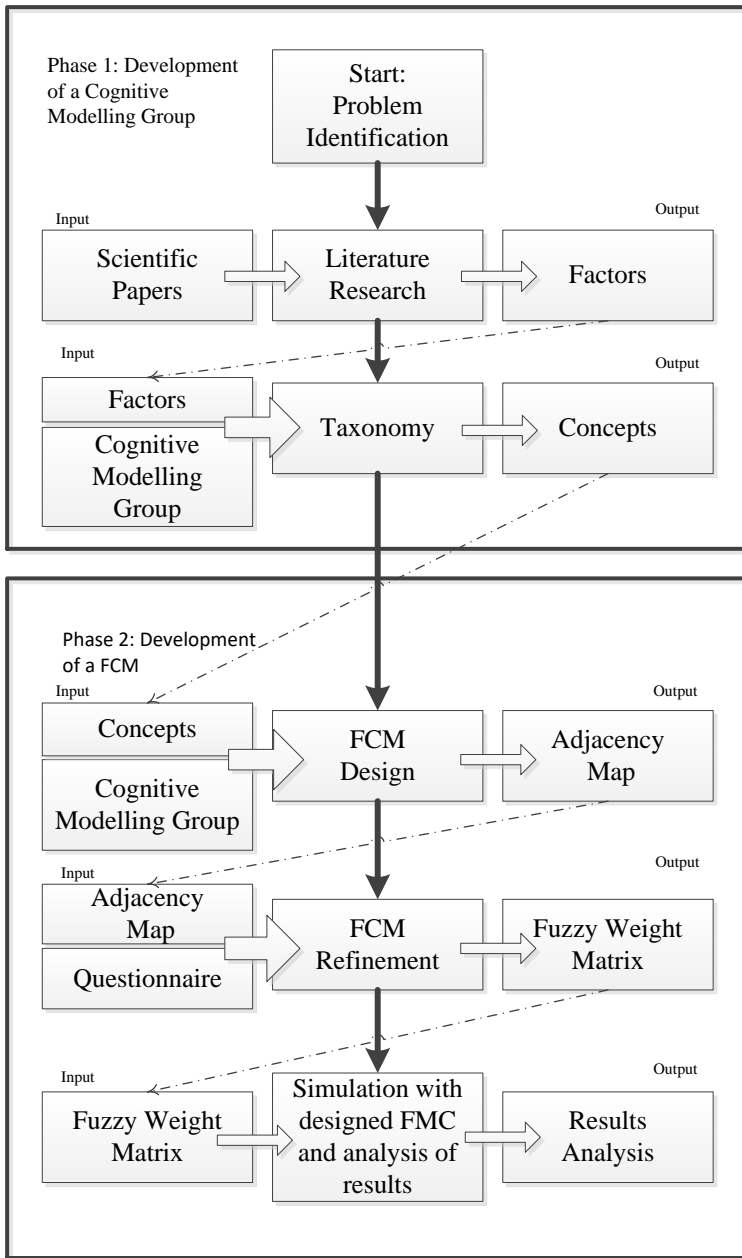 Phase 1: Development
of a Cognitive
Modelling Group
Start:
Problem
Identification
Input
Output
Scientific
Papers
Literature
Research
Factors
Input
Output
Factors
Cognitive
Modelling
Group
Taxonomy
Concepts
Phase 2: Development
of a FCM
Input
Output
Concepts
Cognitive
Modelling Group
FCM
Design
Adjacency
Map
Input
Output
Adjacency
Map
Questionnaire
FCM
Refinement
Fuzzy Weight
Matrix
Input
Output
Fuzzy Weight
Matrix
Simulation with
designed FMC
and analysis of
results
Results
Analysis